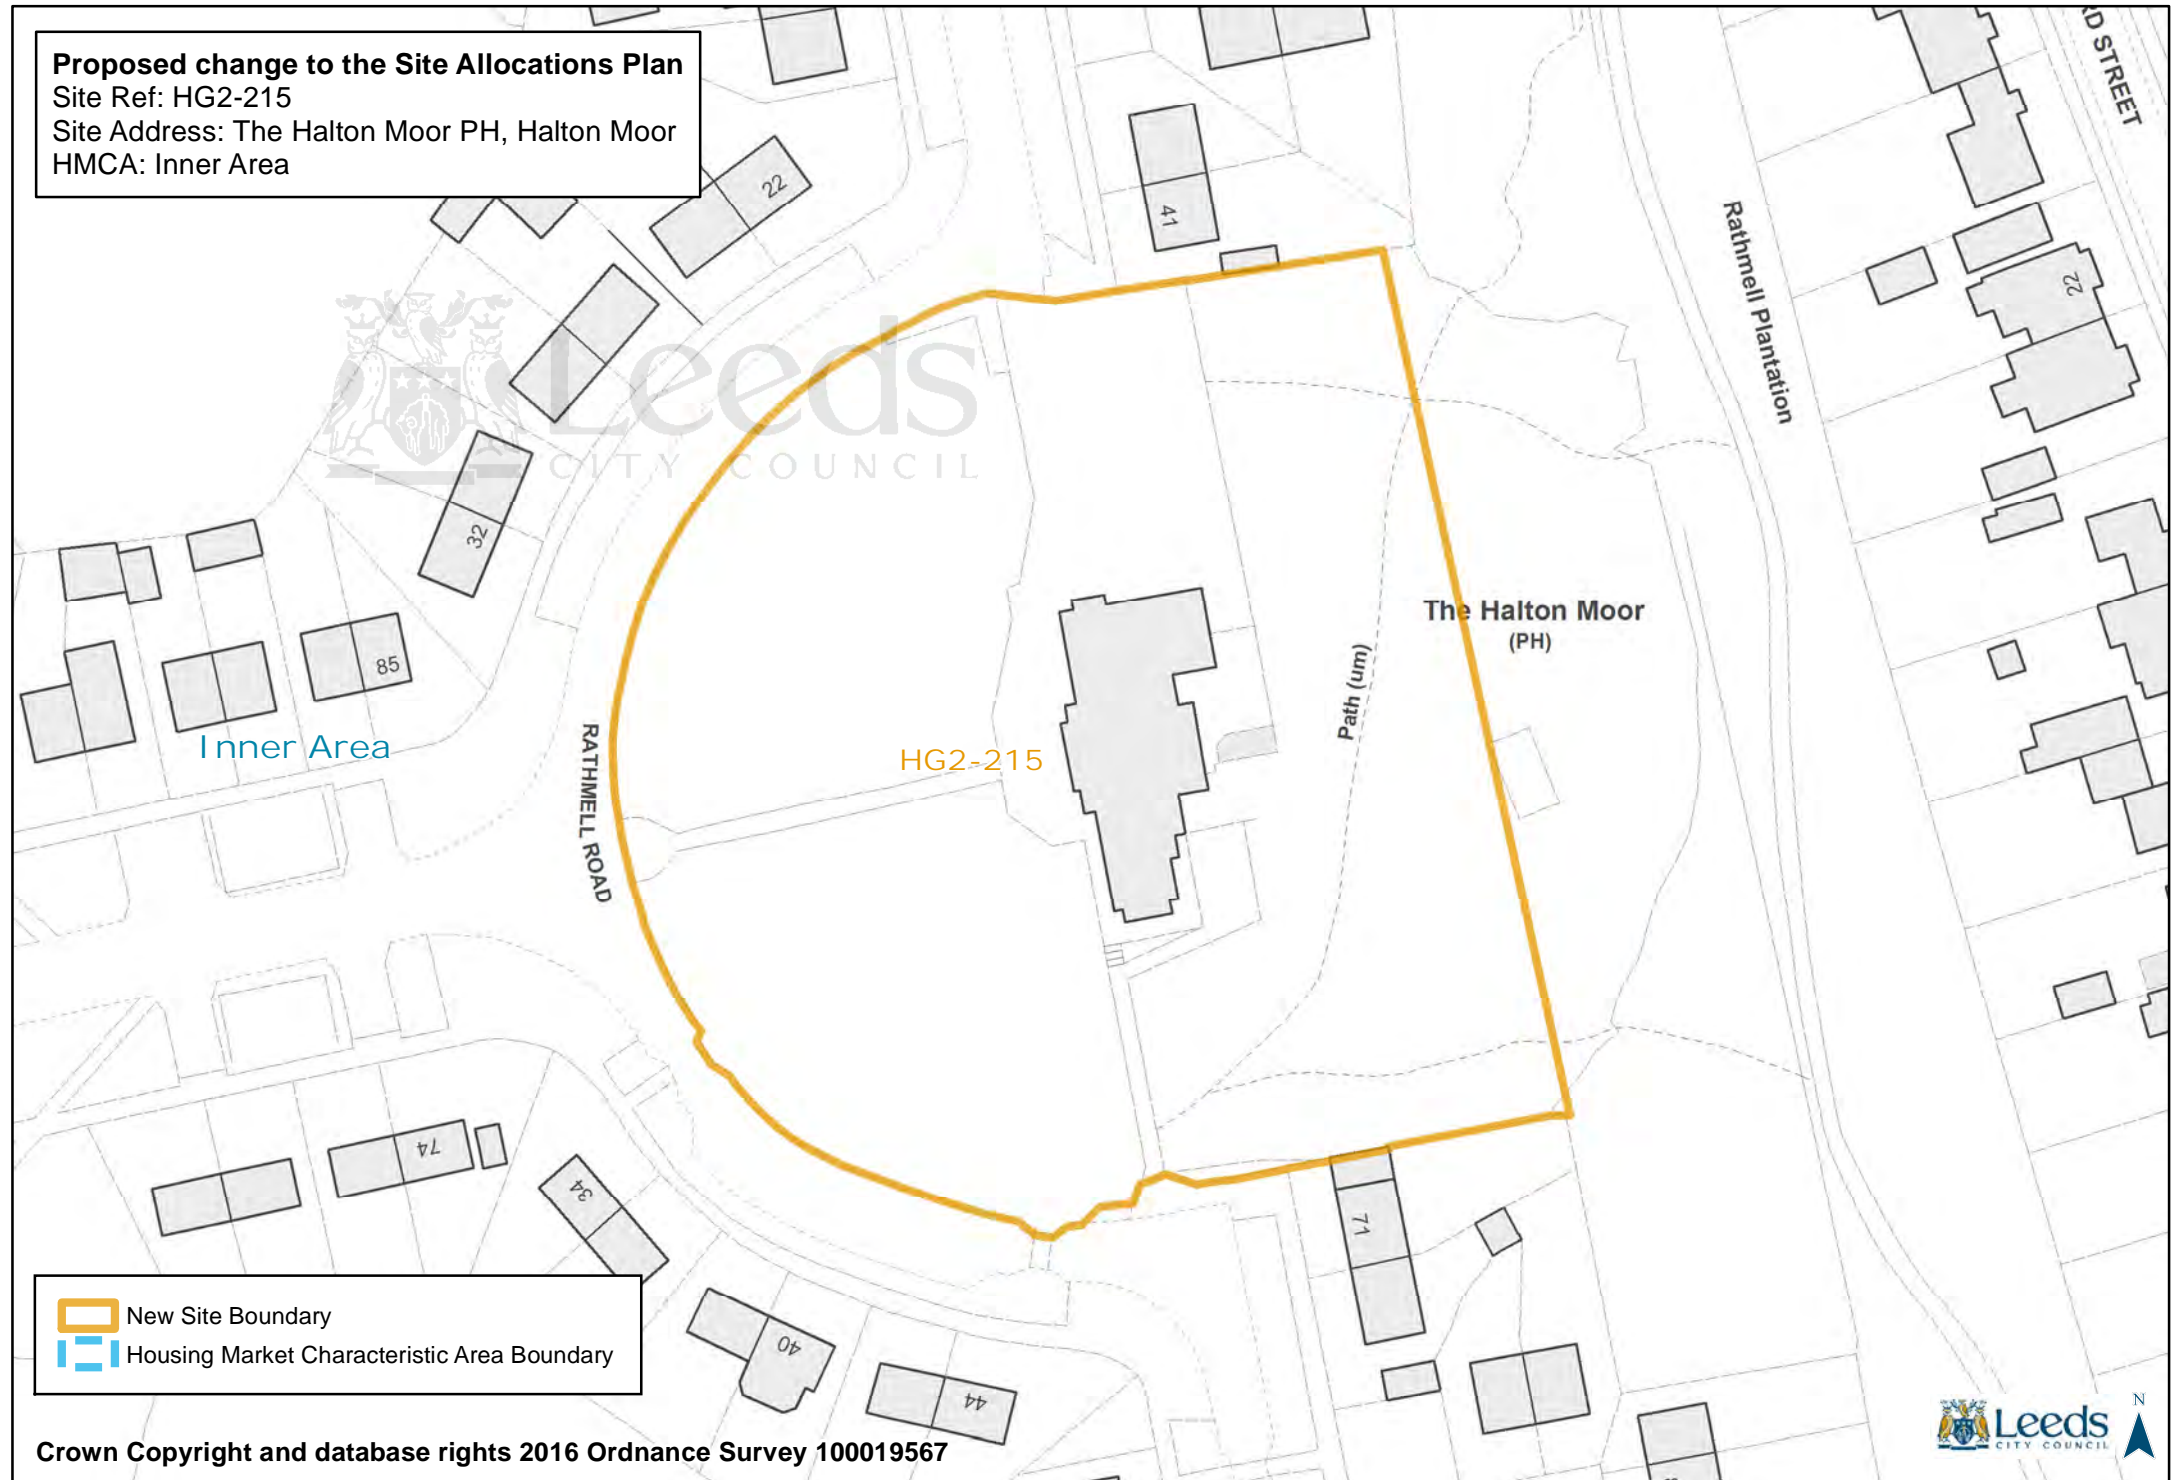 Proposed change to the Site Allocations Plan
Site Ref: HG2-215
Site Address: The Halton Moor PH, Halton Moor
HMCA: Inner Area
RD STREET
22
41
Rathmell Plantation
22
Leeds
CITY COUNCIL
32
85
The Halton Moor
(PH)
Path (um)
Inner Area
RATHMELL ROAD
HG2-215
74
34
71
40
44
New Site Boundary
Housing Market Characteristic Area Boundary
Crown Copyright and database rights 2016 Ordnance Survey 100019567
Leeds
CITY COUNCIL
N